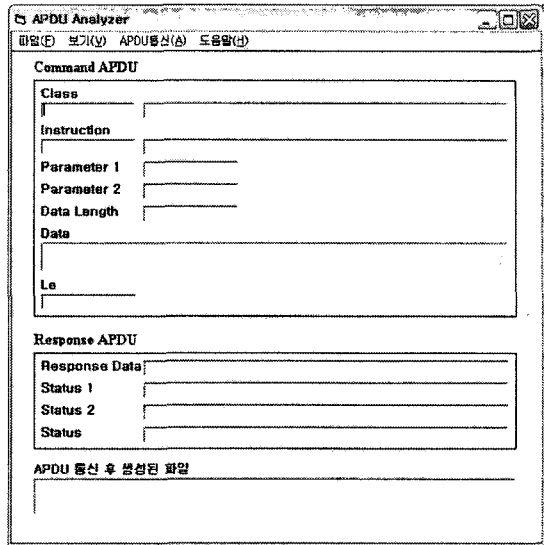 APDU Analyzer
파일(F) 보기(V) APDU통신(A) 도움말(H)
Command APDU
Class
Instruction
Parameter 1
Parameter 2
Data Length
Data
Le
Response APDU
Response Data
Status 1
Status 2
Status
APDU 통신 후 생성된 파일